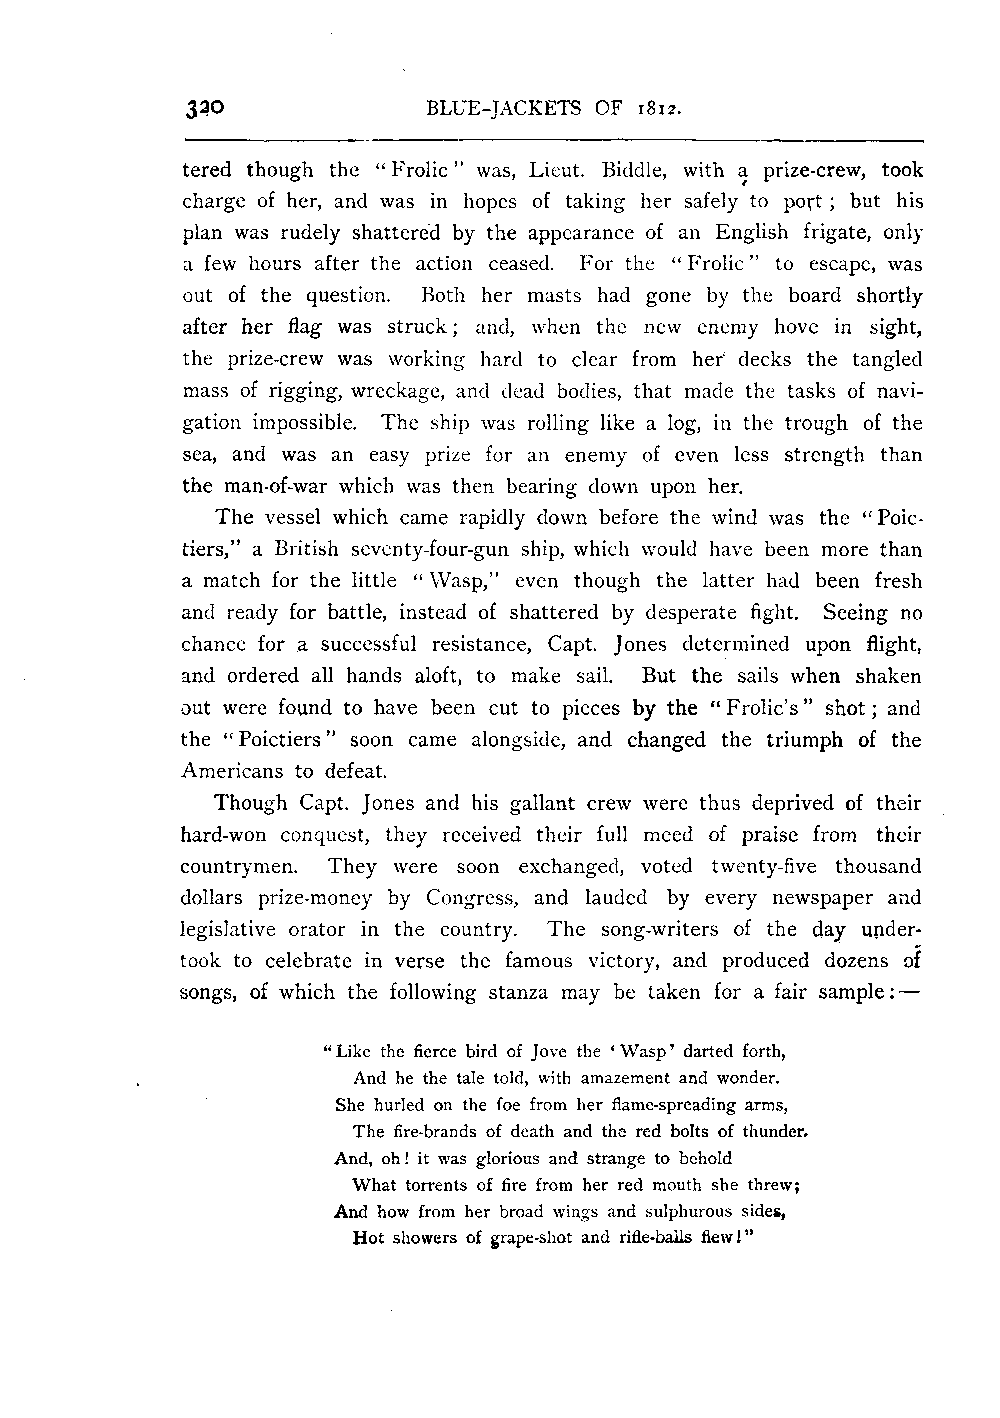 320 BLUE-JACKETS OF 1812.
tered though the “Frolic” was, Lieut. Biddle, with a prize-crew, took
charge of her, and was in hopes of taking her safely to port; but his
plan was rudely shattered by the appearance of an English frigate, only
a few hours after the action ceased. For the “Frolic” to escape, was
out of the question. Both her masts had gone by the board shortly
after her flag was struck; and, when the new enemy hove in sight,
the prize-crew was working hard to clear from her decks the tangled
mass of rigging, wreckage, and dead bodies, that made the tasks of navi-
gation impossible. The ship was rolling like a log, in the trough of the
sea, and was an easy prize for an enemy of even less strength than
the man-of-war which was then bearing down upon her.
The vessel which came rapidly down before the wind was the “Poic-
tiers,” a British seventy-four-gun ship, which would have been more than
a match for the little “Wasp,” even though the latter had been fresh
and ready for battle, instead of shattered by desperate fight. Seeing no
chance for a successful resistance, Capt. Jones determined upon flight,
and ordered all hands aloft, to make sail. But the sails when shaken
out were found to have been cut to pieces by the “Frolic's” shot; and
the “Poictiers” soon came alongside, and changed the triumph of the
Americans to defeat.
Though Capt. Jones and his gallant crew were thus deprived of their
hard-won conquest, they received their full meed of praise from their
countrymen. They were soon exchanged, voted twenty-five thousand
dollars prize-money by Congress, and lauded by every newspaper and
legislative orator in the country. The song-writers of the day under-
took to celebrate in verse the famous victory, and produced dozens of
songs, of which the following stanza may be taken for a fair sample:—
“Like the fierce bird of Jove the ‘Wasp’ darted forth,
And he the tale told, with amazement and wonder.
She hurled on the foe from her flame-spreading arms,
The fire-brands of death and the red bolts of thunder.
And, oh! it was glorious and strange to behold
What torrents of fire from her red mouth she threw;
And how from her broad wings and sulphurous sides,
Hot showers of grape-shot and rifle-balls flew!”